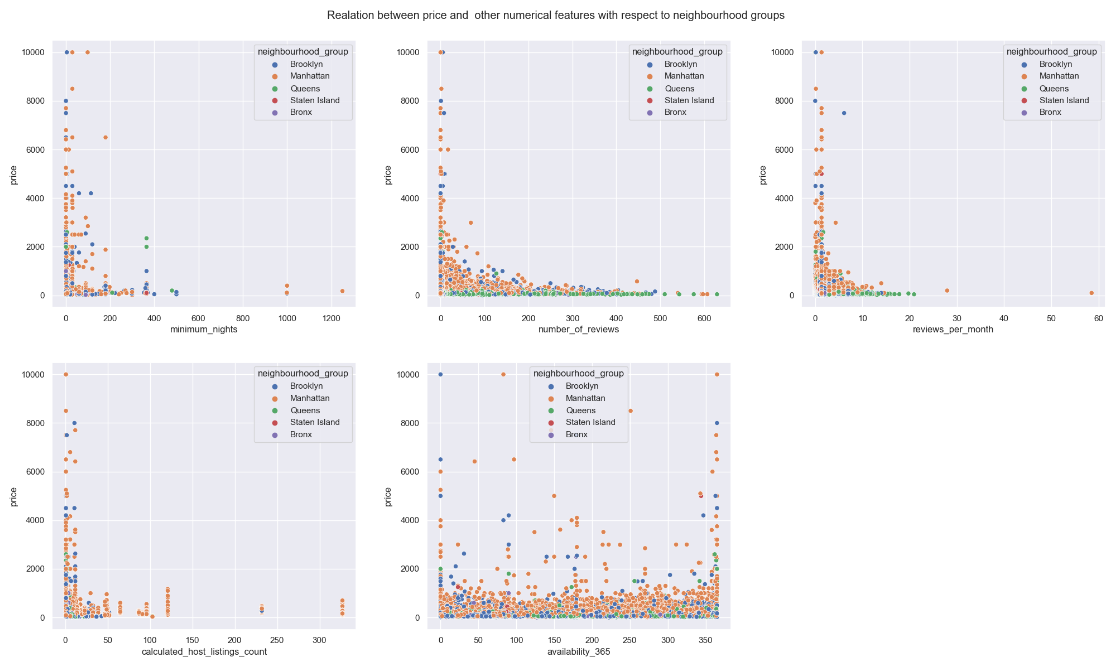 Realation between price and  other numerical features with respect to neighbourhood groups
10000
8000
6000
4000
2000
0
price
0 200 400 600 800 1000 1200
minimum_nights
neighbourhood_group
Brooklyn
Manhattan
Queens
Staten Island
Bronx
10000
8000
6000
4000
2000
0
price
0 100 200 300 400 500 600
number_of_reviews
neighbourhood_group
Brooklyn
Manhattan
Queens
Staten Island
Bronx
10000
8000
6000
4000
2000
0
price
0 10 20 30 40 50 60
reviews_per_month
neighbourhood_group
Brooklyn
Manhattan
Queens
Staten Island
Bronx
10000
8000
6000
4000
2000
0
price
0 50 100 150 200 250 300
calculated_host_listings_count
neighbourhood_group
Brooklyn
Manhattan
Queens
Staten Island
Bronx
10000
8000
6000
4000
2000
0
price
0 50 100 150 200 250 300 350
availability_365
neighbourhood_group
Brooklyn
Manhattan
Queens
Staten Island
Bronx